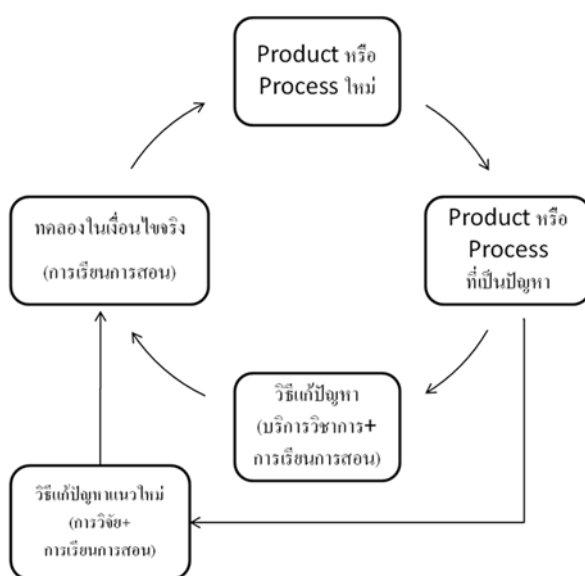 Product หรือ
Process ใหม่
Product หรือ
Process
ที่เป็นปัญหา
วิธีแก้ปัญหา
(บริการวิชาการ+
การเรียนการสอน)
วิธีแก้ปัญหาแนวใหม่
(การวิจัย+
การเรียนการสอน)
ทดลองในเงื่อนไขจริง
(การเรียนการสอน)